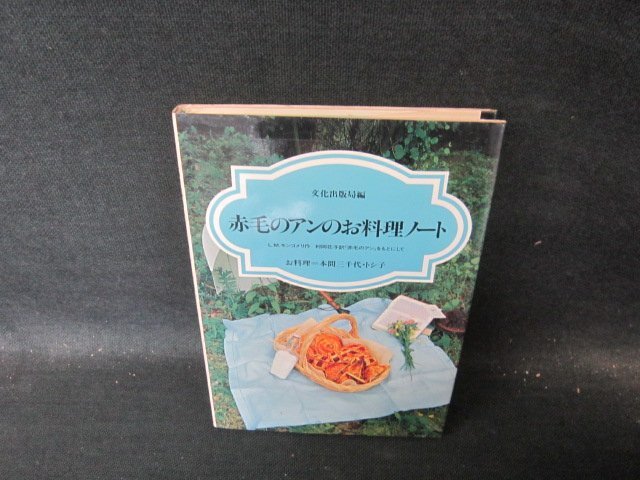 文化出版局編
赤毛のアンのお料理ノート
L.M.モンゴメリ作 村岡花子訳「赤毛のアン」をもとにして
お料理=本間三千代・トシ子